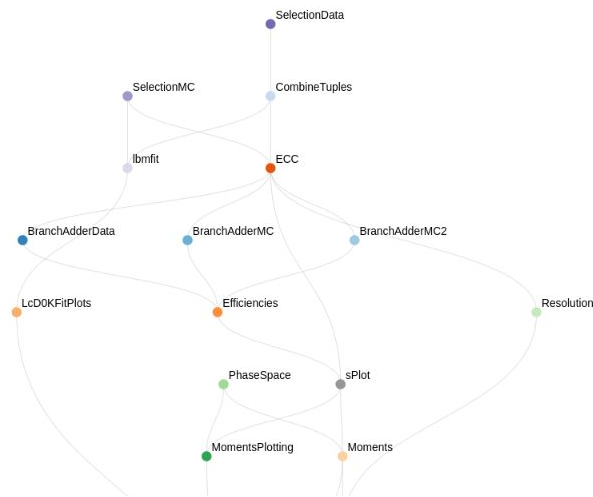 SelectionData
SelectionMC
CombineTuples
lbmfit
ECC
BranchAdderData
BranchAdderMC
BranchAdderMC2
LcD0KFitPlots
Efficiencies
Resolution
PhaseSpace
sPlot
MomentsPlotting
Moments